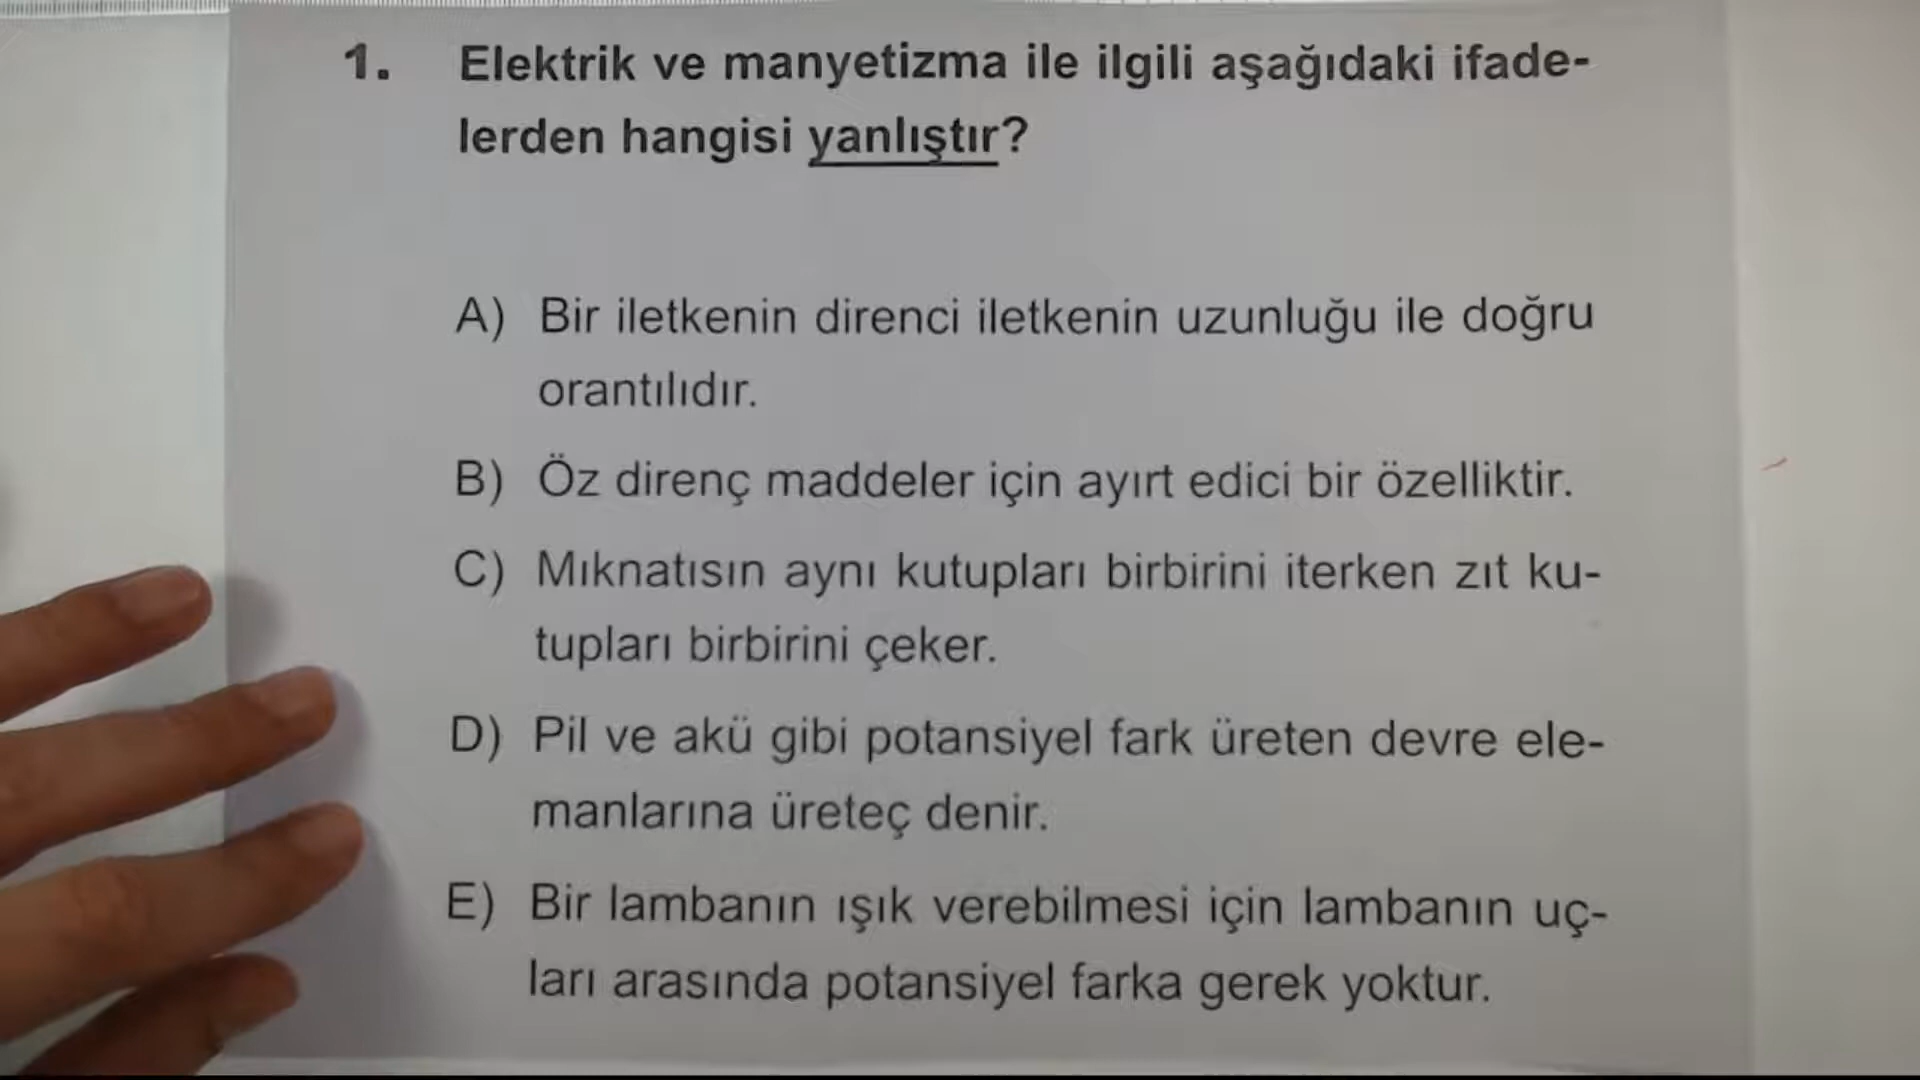 1. Elektrik ve manyetizma ile ilgili aşağıdaki ifade-
lerden hangisi yanlıştır?
A) Bir iletkenin direnci iletkenin uzunluğu ile doğru
orantılıdır.
B) Öz direnç maddeler için ayırt edici bir özelliktir.
C) Mıknatısın aynı kutupları birbirini iterken zıt ku-
tupları birbirini çeker.
D) Pil ve akü gibi potansiyel fark üreten devre ele-
manlarına üreteç denir.
E) Bir lambanın ışık verebilmesi için lambanın uç-
ları arasında potansiyel farka gerek yoktur.